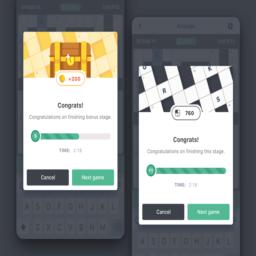 +200
Congrats!
Congratulations on finishing bonus stage.
TIME: 2:18
Cancel
Next game
A S D F G H J K L
Z X C V B N M
R
S
760
Congrats!
Congratulations on finishing this stage.
TIME: 2:18
Cancel
Next game
A S D F G H J K L